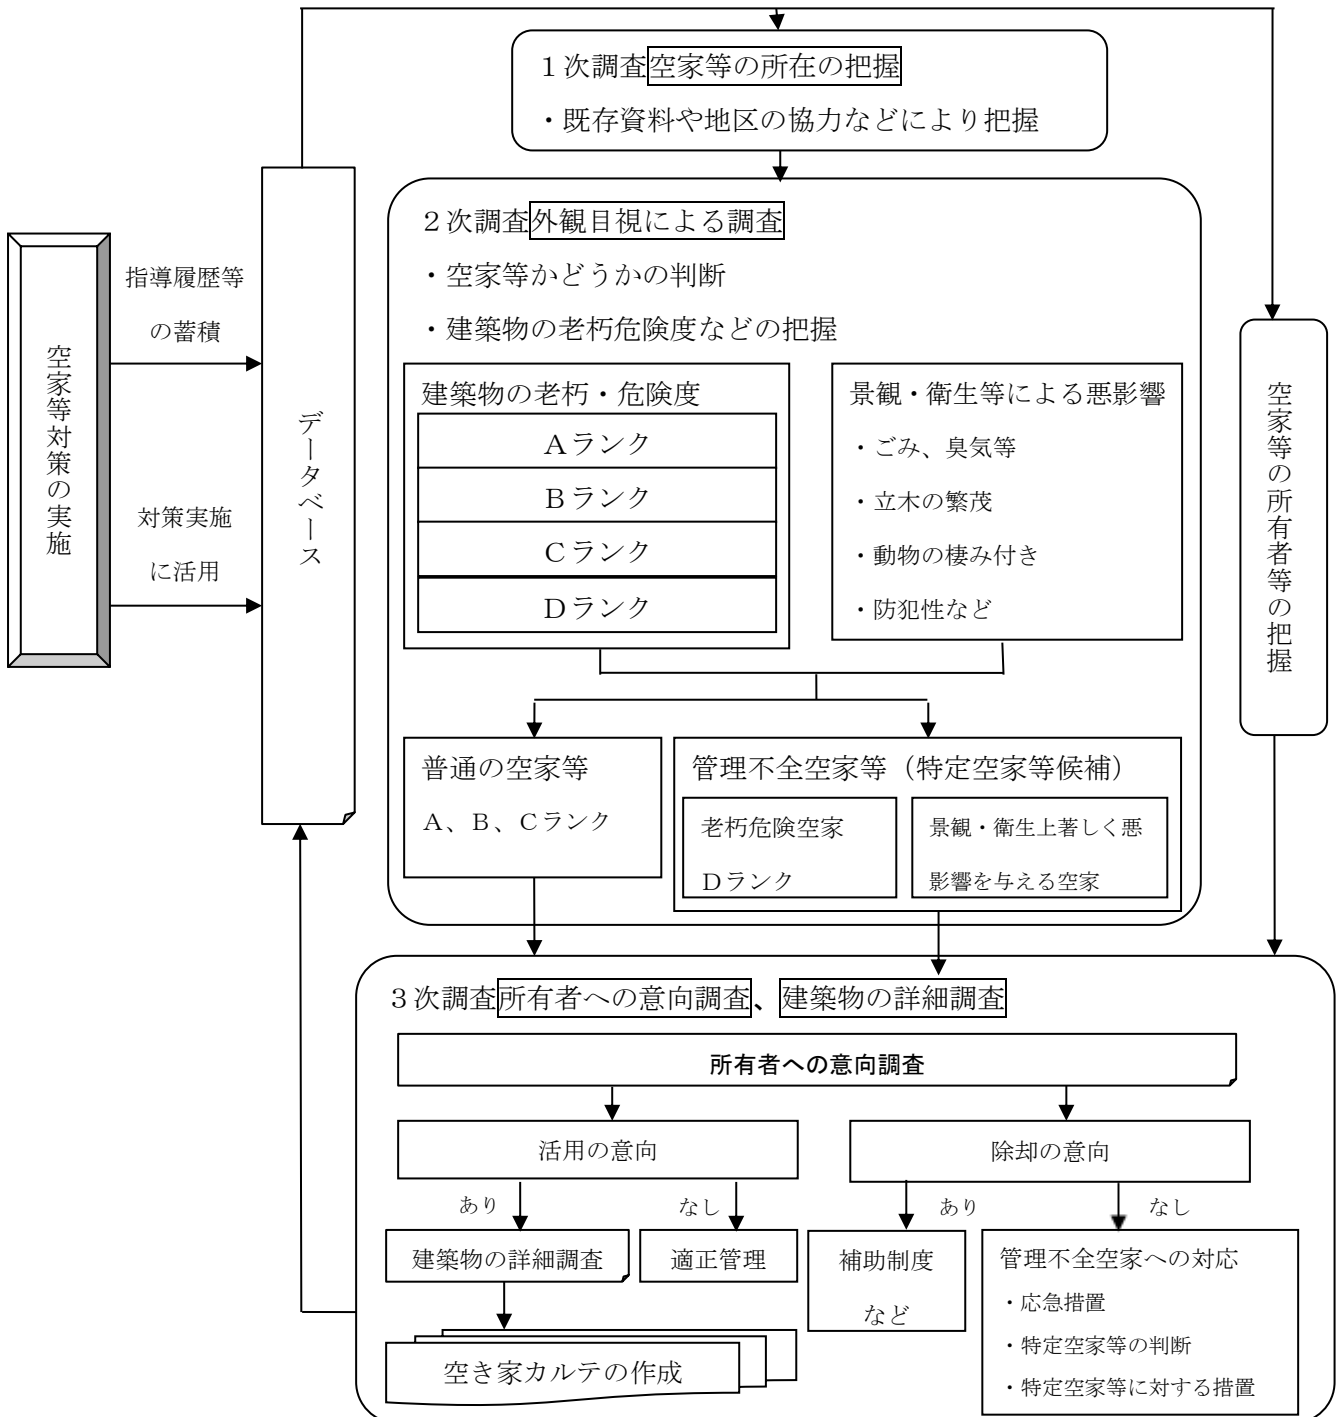 １次調査空家等の所在の把握
・既存資料や地区の協力などにより把握
空家等対策の実施
指導履歴等
の蓄積
対策実施
に活用
データベース
２次調査外観目視による調査
・空家等かどうかの判断
・建築物の老朽危険度などの把握
建築物の老朽・危険度
Ａランク
Ｂランク
Ｃランク
Ｄランク
景観・衛生等による悪影響
・ごみ、臭気等
・立木の繁茂
・動物の棲み付き
・防犯性など
空家等の所有者等の把握
普通の空家等
Ａ、Ｂ、Ｃランク
管理不全空家等（特定空家等候補）
老朽危険空家
Ｄランク
景観・衛生上著しく悪
影響を与える空家
３次調査所有者への意向調査、建築物の詳細調査
所有者への意向調査
活用の意向
除却の意向
あり
なし
あり
なし
建築物の詳細調査
適正管理
補助制度
など
管理不全空家への対応
・応急措置
・特定空家等の判断
・特定空家等に対する措置
空き家カルテの作成